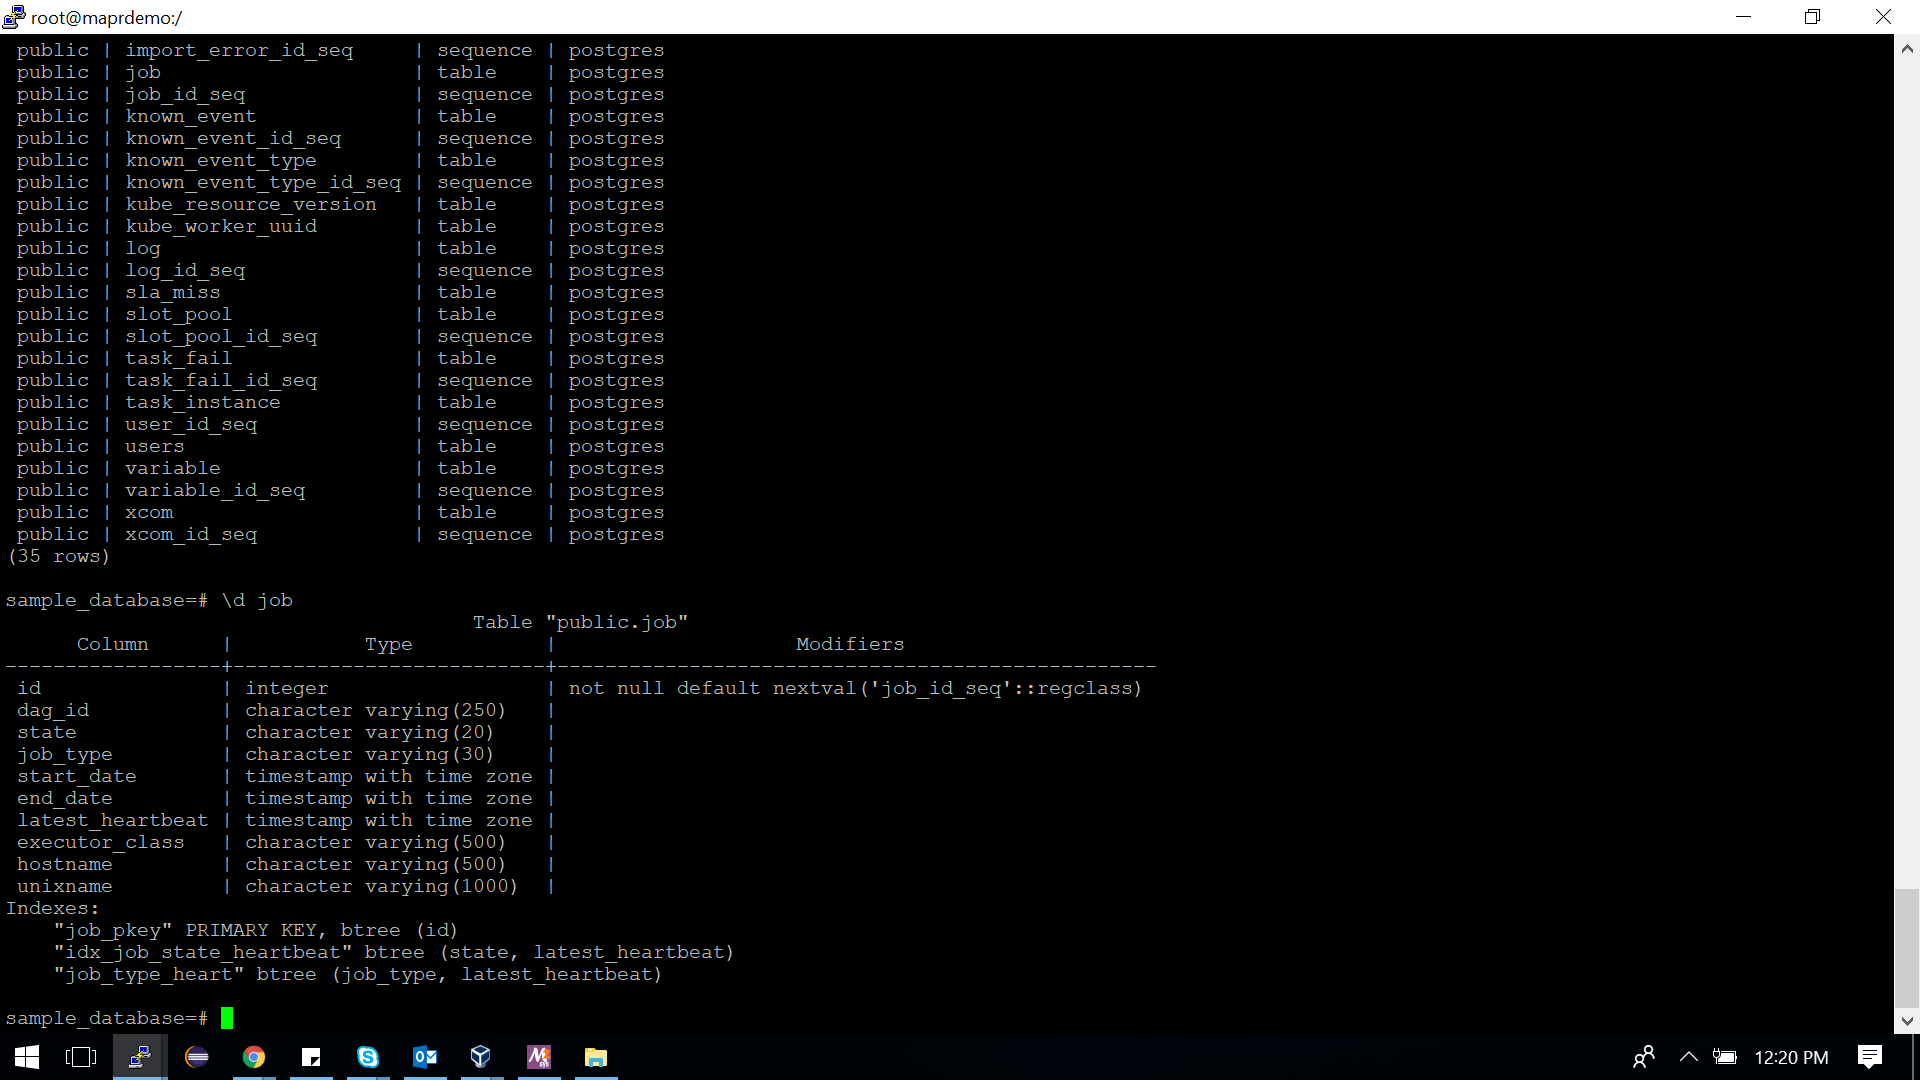 root@maprdemo:/
public | import_error_id_seq | sequence | postgres
public | job | table | postgres
public | job_id_seq | sequence | postgres
public | known_event | table | postgres
public | known_event_id_seq | sequence | postgres
public | known_event_type | table | postgres
public | known_event_type_id_seq | sequence | postgres
public | kube_resource_version | table | postgres
public | kube_worker_uuid | table | postgres
public | log | table | postgres
public | log_id_seq | sequence | postgres
public | sla_miss | table | postgres
public | slot_pool | table | postgres
public | slot_pool_id_seq | sequence | postgres
public | task_fail | table | postgres
public | task_fail_id_seq | sequence | postgres
public | task_instance | table | postgres
public | user_id_seq | sequence | postgres
public | users | table | postgres
public | variable | table | postgres
public | variable_id_seq | sequence | postgres
public | xcom | table | postgres
public | xcom_id_seq | sequence | postgres
(35 rows)
sample_database=# \d job
Table "public.job"
Column | Type | Modifiers
------------------+--------------------------+--------------------------------------------------
id | integer | not null default nextval('job_id_seq'::regclass)
dag_id | character varying(250) |
state | character varying(20) |
job_type | character varying(30) |
start_date | timestamp with time zone |
end_date | timestamp with time zone |
latest_heartbeat | timestamp with time zone |
executor_class | character varying(500) |
hostname | character varying(500) |
unixname | character varying(1000) |
Indexes:
"job_pkey" PRIMARY KEY, btree (id)
"idx_job_state_heartbeat" btree (state, latest_heartbeat)
"job_type_heart" btree (job_type, latest_heartbeat)
sample_database=#
12:20 PM